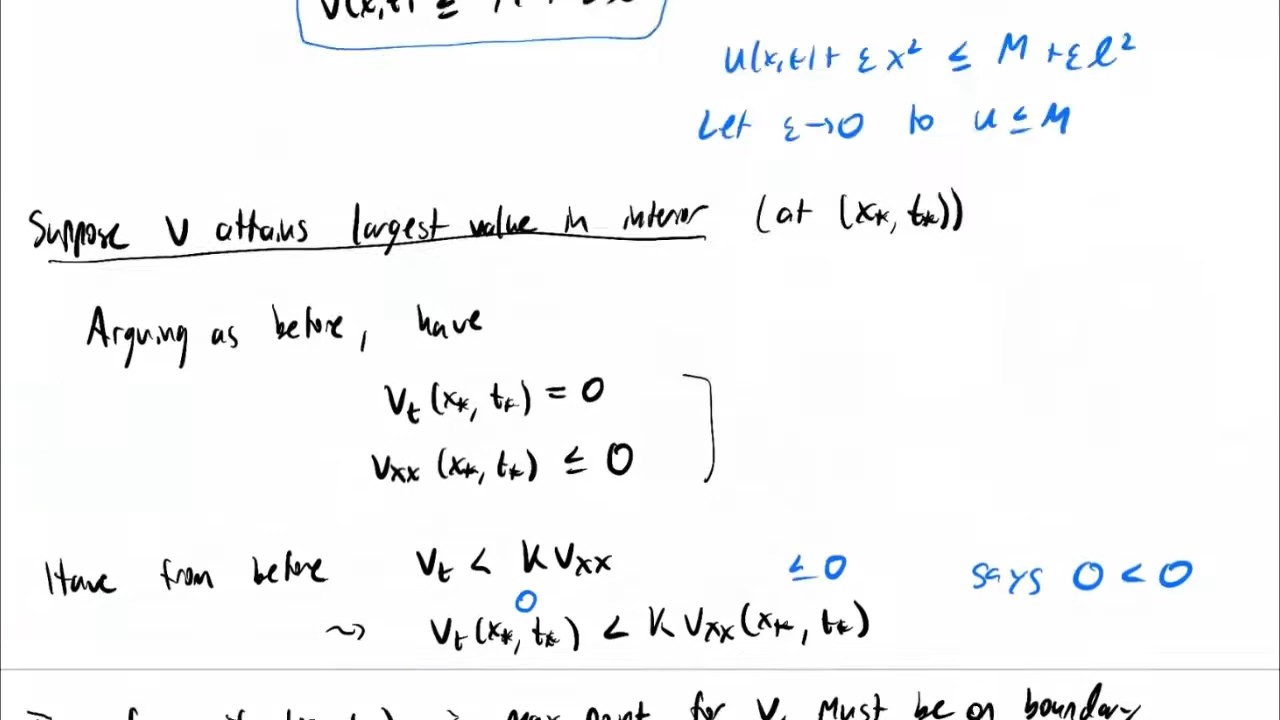 V(x,t) ≤
u(x,t) + εx² ≤ M + εl²
Let ε→0 to u ≤ M
Suppose V attains largest value in interior (at (x*, t*))
Arguing as before, have
Vt (x*, t*) = 0
Vxx (x*, t*) ≤ 0
Have from before Vt < K Vxx
≤ 0 says 0 < 0
0
⤳ Vt (x*, t*) < K Vxx (x*, t*)
max point for V, must be on boundary